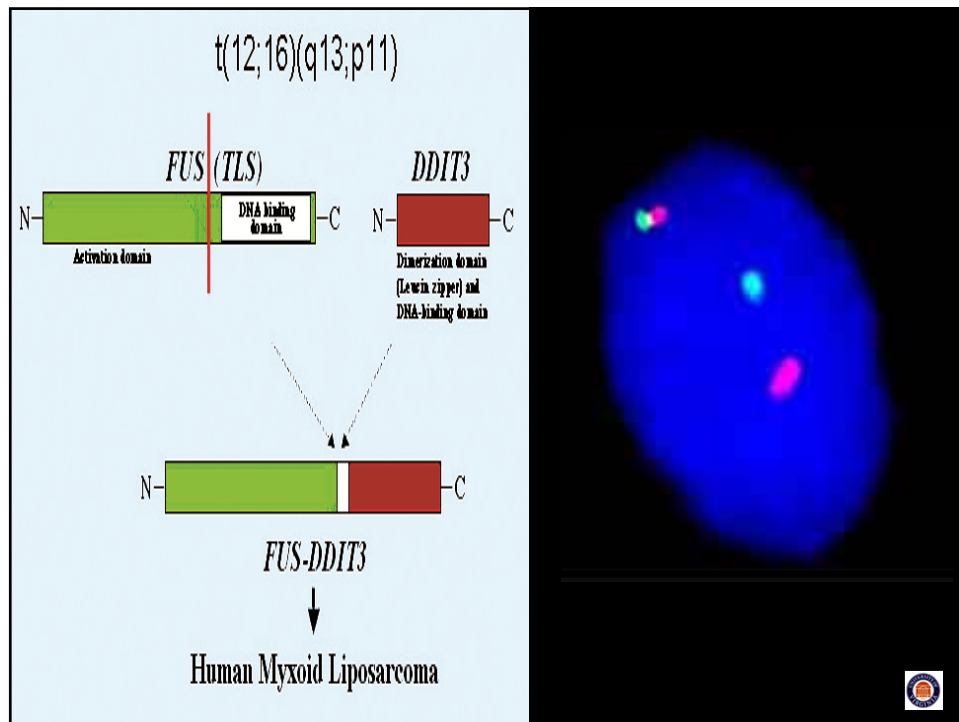 t(12;16)(q13;p11)
FUS (TLS)
DDIT3
N
DNA binding
domain
C
N
C
Activation domain
Dimerization domain
(Leucin zipper) and
DNA-binding domain
N
C
FUS-DDIT3
Human Myxoid Liposarcoma